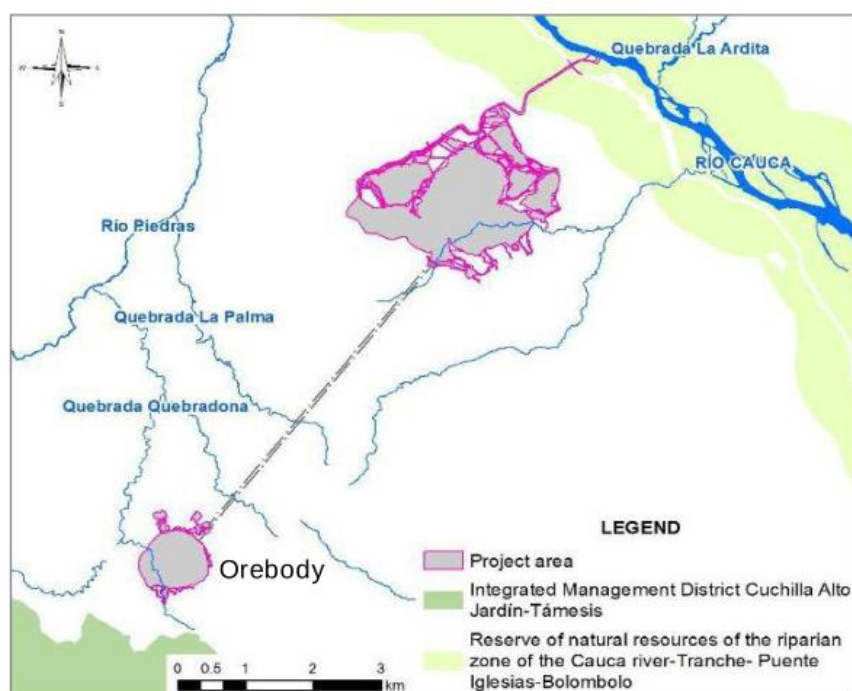 N
W
S
Quebrada La Ardita
RÍO CAUCA
Río Piedras
Quebrada La Palma
Quebrada Quebradona
Orebody
LEGEND
Project area
Integrated Management District Cuchilla Alto
Jardín-Támesis
Reserve of natural resources of the riparian
zone of the Cauca river-Tranche- Puente
Iglesias-Bolombolo
0 0.5 1 2 3
km